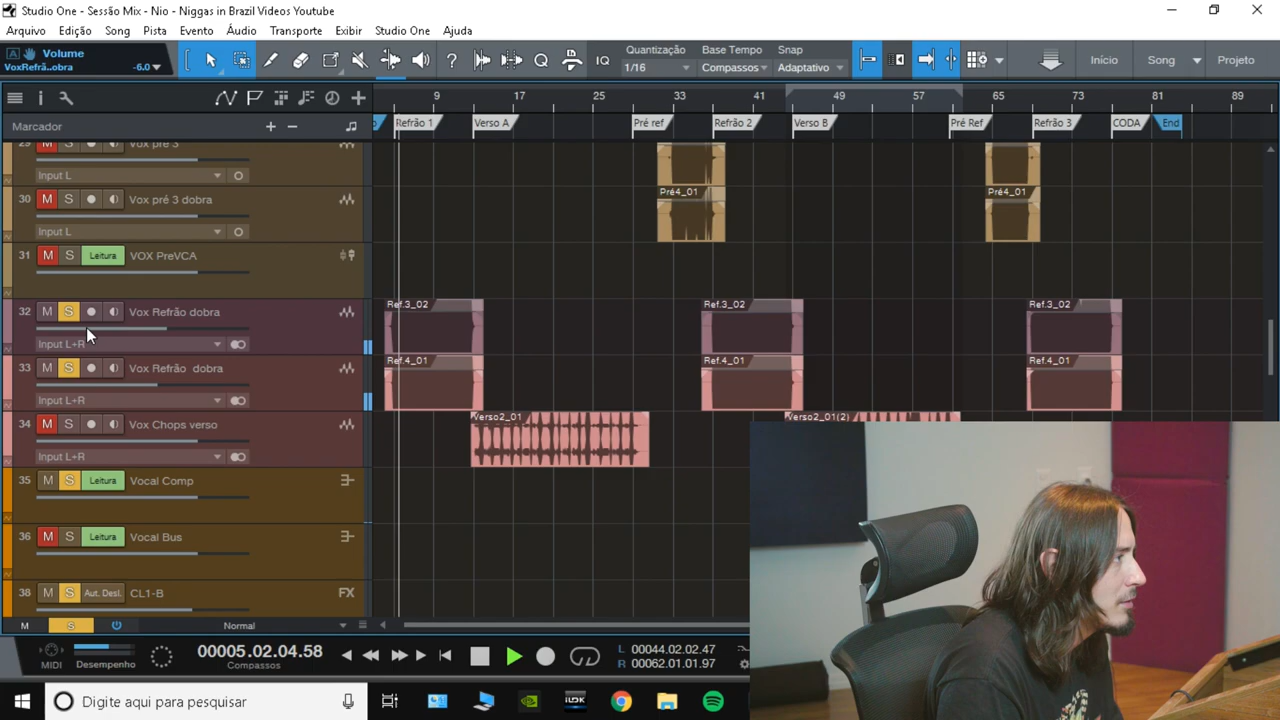 Studio One - Sessão Mix - Nio - Niggas in Brazil Videos Youtube
Arquivo Edição Song Pista Evento Áudio Transporte Exibir Studio One Ajuda
A Volume
VoxRefrã..obra -6.0
IQ
Quantização
1/16
Base Tempo
Compassos
Snap
Adaptativo
Início
Song
Projeto
9 17 25 33 41 49 57 65 73 81 89
Marcador
Refrão 1 Verso A Pré ref Refrão 2 Verso B Pré Ref Refrão 3 CODA End
29 M S Vox pré 3
Input L
30 M S Vox pré 3 dobra
Input L
Pré4_01 Pré4_01
31 M S Leitura VOX PreVCA
32 M S Vox Refrão dobra
Input L+R
Ref.3_02 Ref.3_02 Ref.3_02
33 M S Vox Refrão dobra
Input L+R
Ref.4_01 Ref.4_01 Ref.4_01
34 M S Vox Chops verso
Input L+R
Verso2_01 Verso2_01(2)
35 M S Leitura Vocal Comp
36 M S Leitura Vocal Bus
38 M S Aut. Desl. CL1-B FX
M S Normal
MIDI
Desempenho
00005.02.04.58
Compassos
L 00044.02.02.47
R 00062.01.01.97
Digite aqui para pesquisar